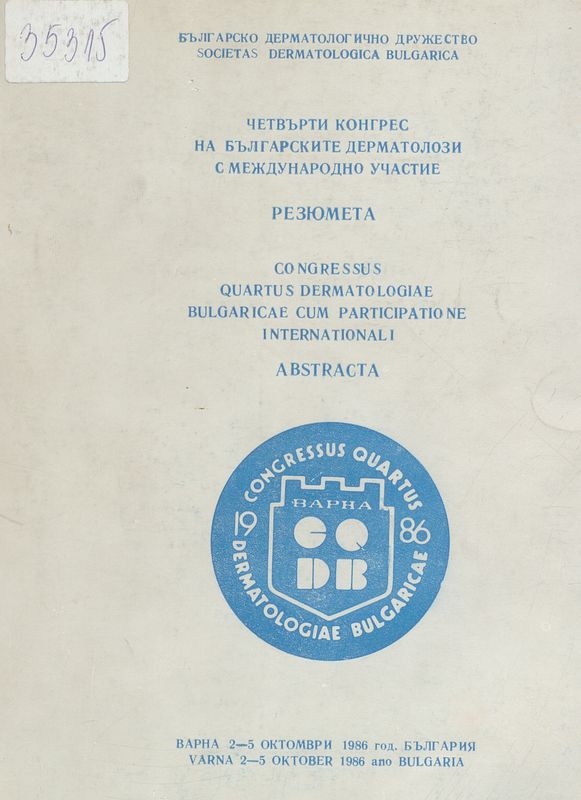 35315
БЪЛГАРСКО ДЕРМАТОЛОГИЧНО ДРУЖЕСТВО
SOCIETAS DERMATOLOGICA BULGARICA
ЧЕТВЪРТИ КОНГРЕС
НА БЪЛГАРСКИТЕ ДЕРМАТОЛОЗИ
С МЕЖДУНАРОДНО УЧАСТИЕ
РЕЗЮМЕТА
CONGRESSUS
QUARTUS DERMATOLOGIAE
BULGARICAE CUM PARTICIPATIONE
INTERNATIONALI
ABSTRACTA
CONGRESSUS QUARTUS
ВАРНА
19 86
CQ
DB
DERMATOLOGIAE BULGARICAE
ВАРНА 2—5 ОКТОМВРИ 1986 год. БЪЛГАРИЯ
VARNA 2—5 OKTOBER 1986 ano BULGARIA